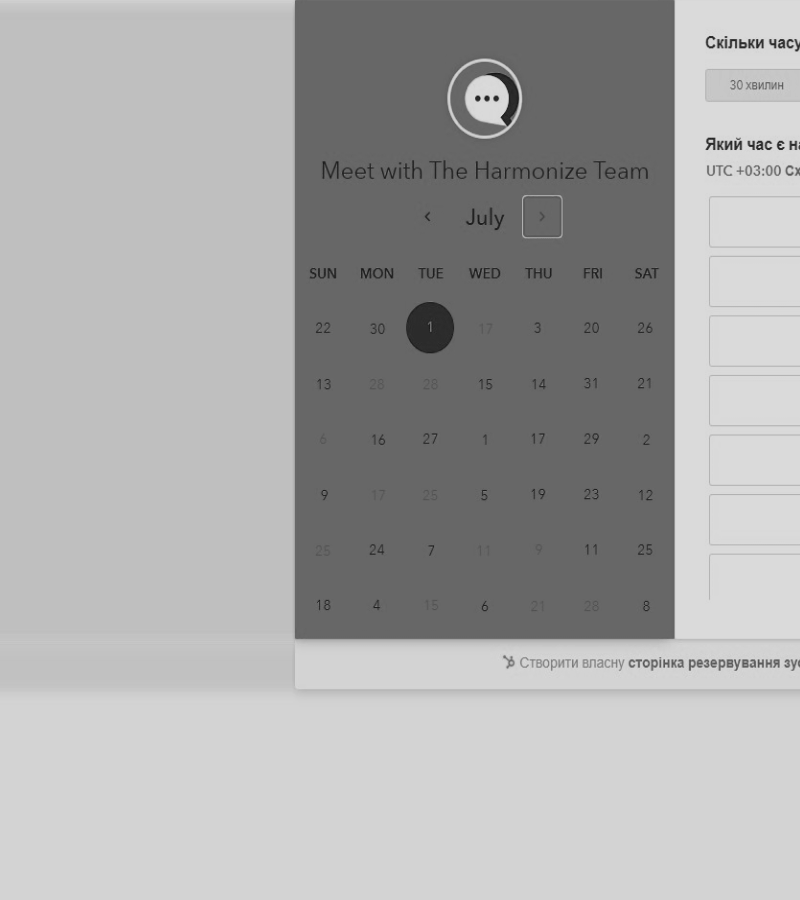 Meet with The Harmonize Team
July
SUN MON TUE WED THU FRI SAT
22 30 1 17 3 20 26
13 28 28 15 14 31 21
6 16 27 1 17 29 2
9 17 25 5 19 23 12
25 24 7 11 9 11 25
18 4 15 6 21 28 8
Скільки часу
30 хвилин
Який час є
UTC +03:00
Створити власну сторінка резервування